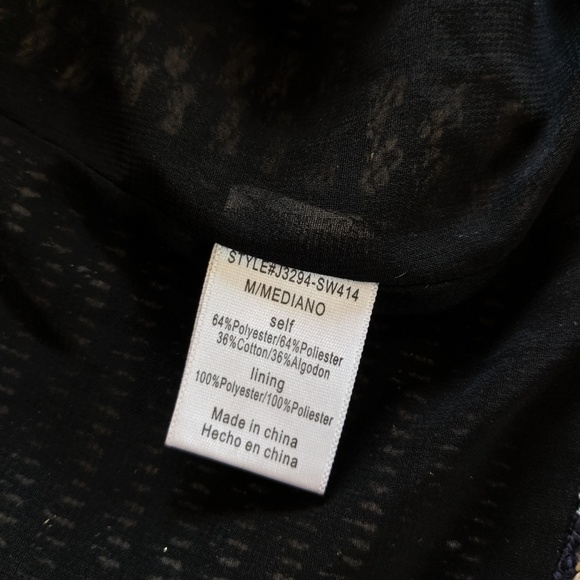 STYLE#J3294-SW414
M/MEDIANO
self
64%Polyester/64%Poliester
36%Cotton/36%Algodon
lining
100%Polyester/100%Poliester
Made in china
Hecho en china